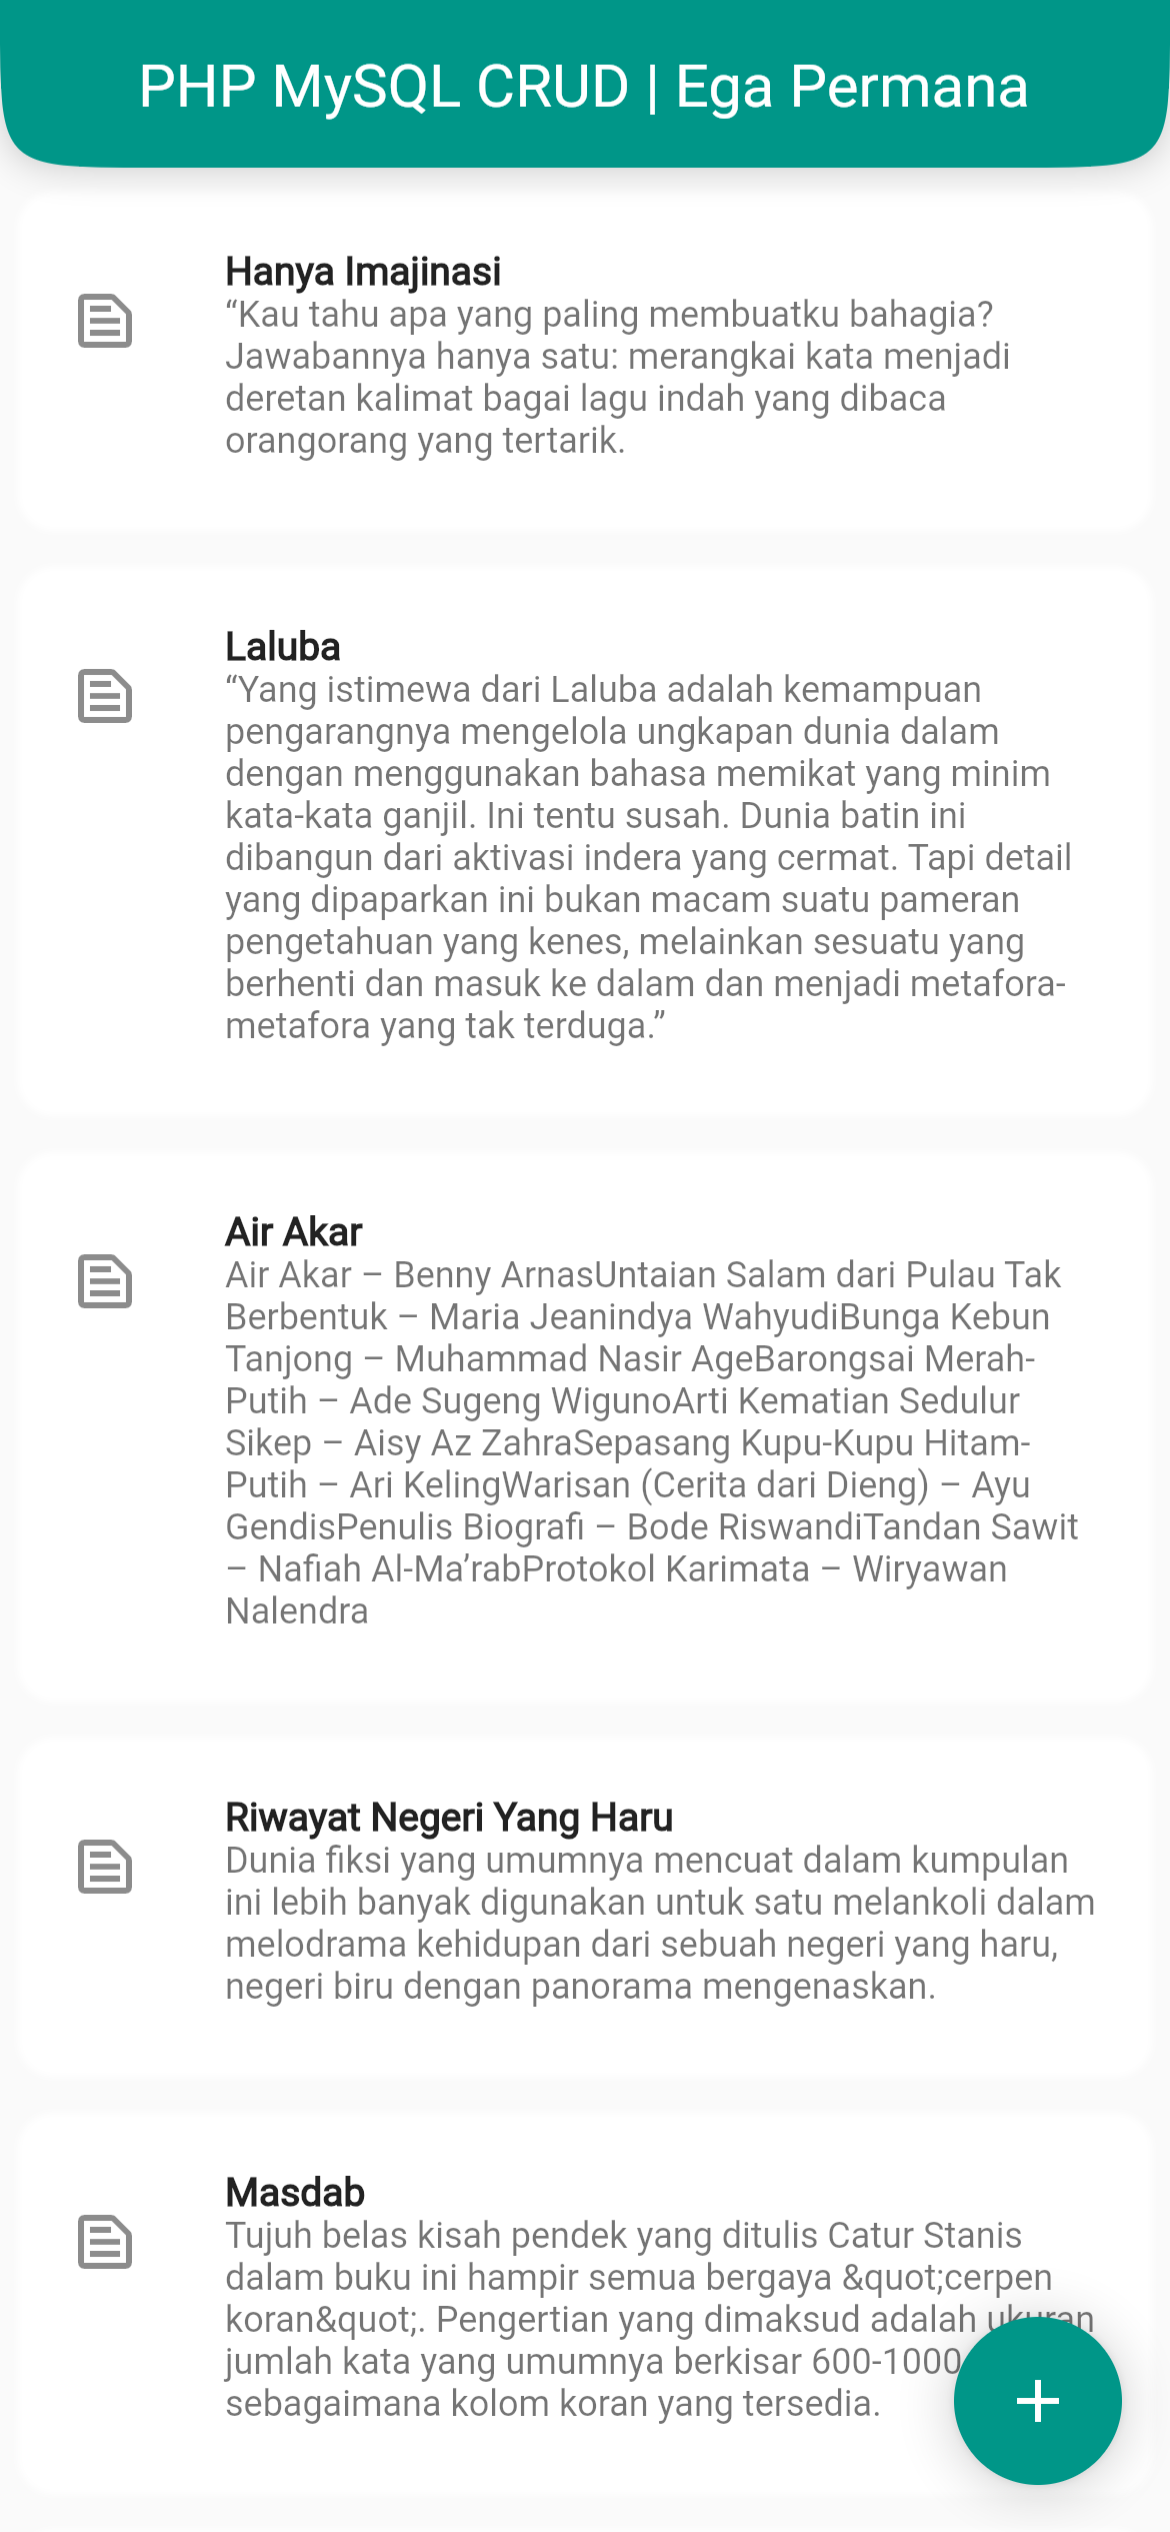 PHP MySQL CRUD | Ega Permana
Hanya Imajinasi
“Kau tahu apa yang paling membuatku bahagia?
Jawabannya hanya satu: merangkai kata menjadi
deretan kalimat bagai lagu indah yang dibaca
orangorang yang tertarik.
Laluba
“Yang istimewa dari Laluba adalah kemampuan
pengarangnya mengelola ungkapan dunia dalam
dengan menggunakan bahasa memikat yang minim
kata-kata ganjil. Ini tentu susah. Dunia batin ini
dibangun dari aktivasi indera yang cermat. Tapi detail
yang dipaparkan ini bukan macam suatu pameran
pengetahuan yang kenes, melainkan sesuatu yang
berhenti dan masuk ke dalam dan menjadi metafora-
metafora yang tak terduga.”
Air Akar
Air Akar – Benny ArnasUntaian Salam dari Pulau Tak
Berbentuk – Maria Jeanindya WahyudiBunga Kebun
Tanjong – Muhammad Nasir AgeBarongsai Merah-
Putih – Ade Sugeng WigunoArti Kematian Sedulur
Sikep – Aisy Az ZahraSepasang Kupu-Kupu Hitam-
Putih – Ari KelingWarisan (Cerita dari Dieng) – Ayu
GendisPenulis Biografi – Bode RiswandiTandan Sawit
– Nafiah Al-Ma’rabProtokol Karimata – Wiryawan
Nalendra
Riwayat Negeri Yang Haru
Dunia fiksi yang umumnya mencuat dalam kumpulan
ini lebih banyak digunakan untuk satu melankoli dalam
melodrama kehidupan dari sebuah negeri yang haru,
negeri biru dengan panorama mengenaskan.
Masdab
Tujuh belas kisah pendek yang ditulis Catur Stanis
dalam buku ini hampir semua bergaya &quot;cerpen
koran&quot;. Pengertian yang dimaksud adalah ukuran
jumlah kata yang umumnya berkisar 600-1000
sebagaimana kolom koran yang tersedia.